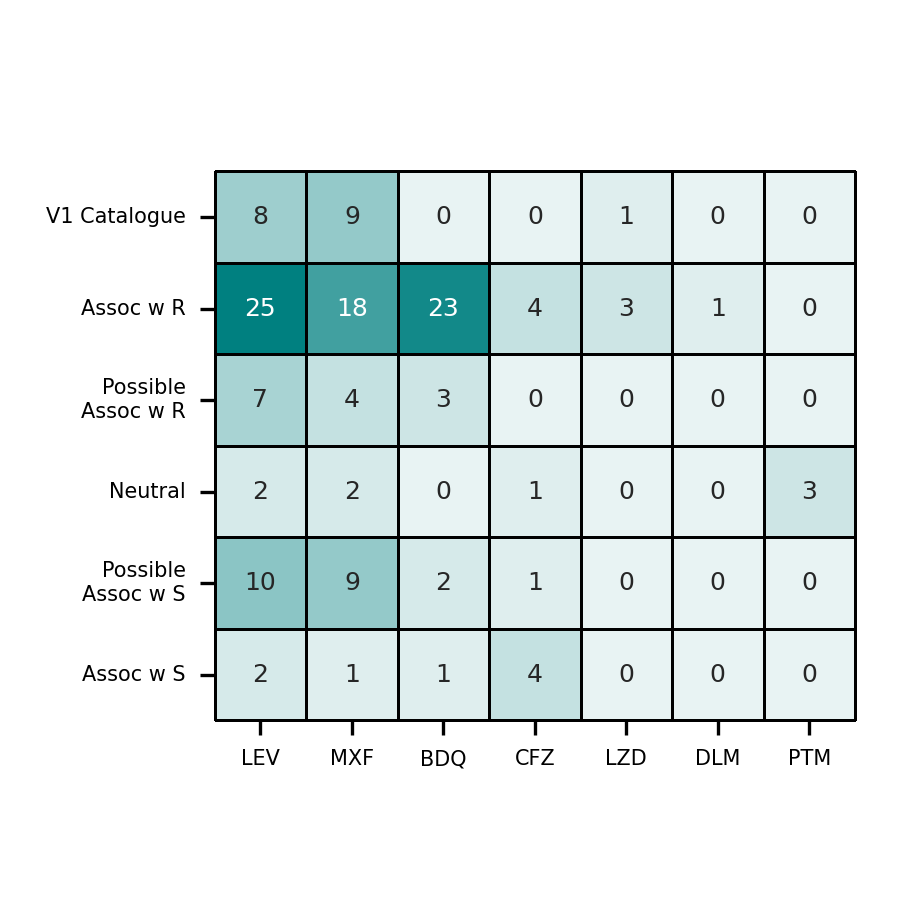 V1 Catalogue 8 9 0 0 1 0 0
Assoc w R 25 18 23 4 3 1 0
Possible
Assoc w R 7 4 3 0 0 0 0
Neutral 2 2 0 1 0 0 3
Possible
Assoc w S 10 9 2 1 0 0 0
Assoc w S 2 1 1 4 0 0 0
LEV MXF BDQ CFZ LZD DLM PTM